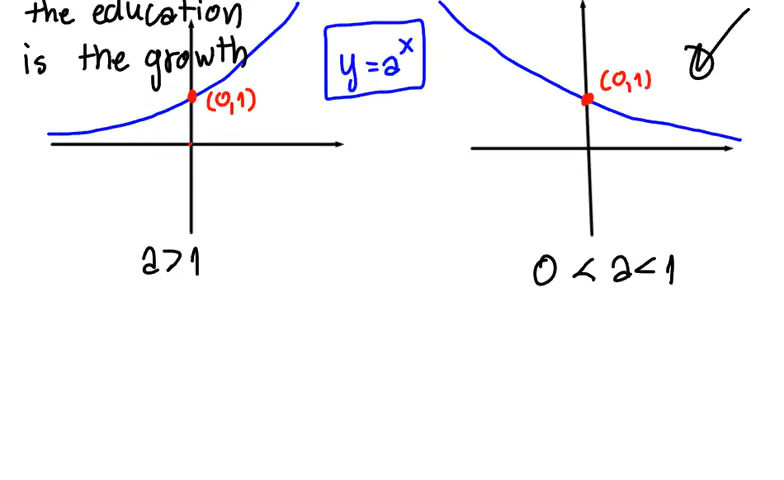 the education
is the growth
y=a^x
(0,1)
(0,1)
a>1
0 < a<1